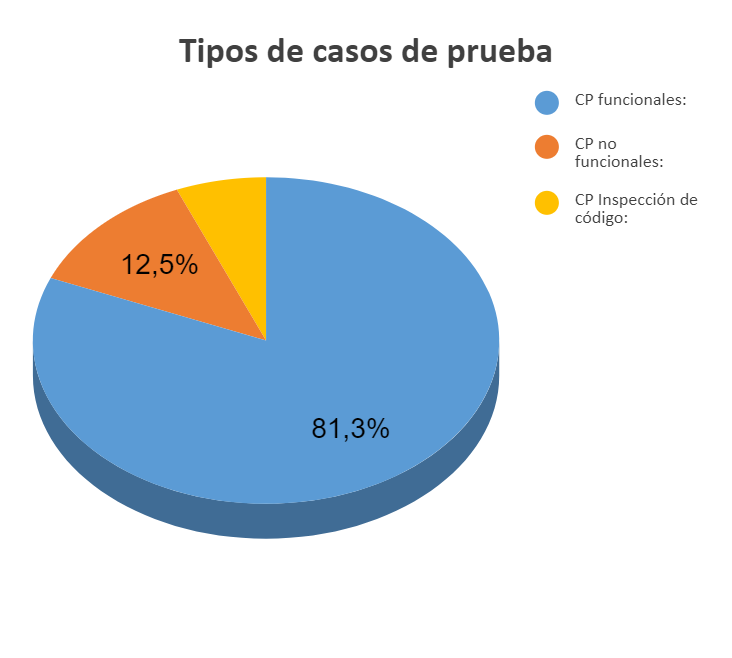 Tipos de casos de prueba
CP funcionales:
CP no
funcionales:
CP Inspección de
código:
12,5%
81,3%